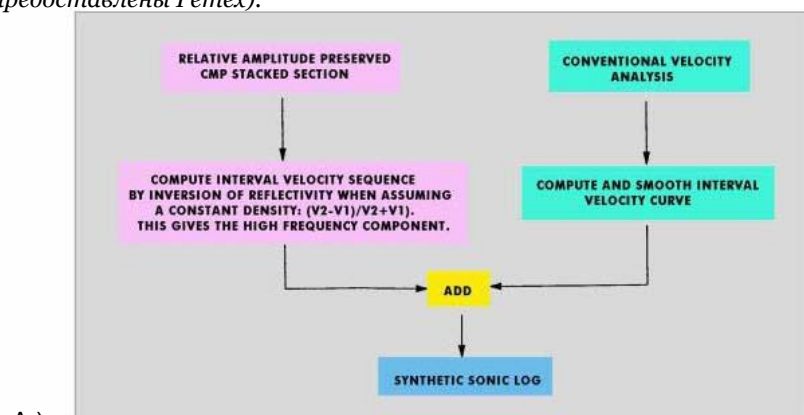 предоставлены Pemex).
RELATIVE AMPLITUDE PRESERVED
CMP STACKED SECTION
CONVENTIONAL VELOCITY
ANALYSIS
COMPUTE INTERVAL VELOCITY SEQUENCE
BY INVERSION OF REFLECTIVITY WHEN ASSUMING
A CONSTANT DENSITY: (V2-V1)/V2+V1).
THIS GIVES THE HIGH FREQUENCY COMPONENT.
COMPUTE AND SMOOTH INTERVAL
VELOCITY CURVE
ADD
SYNTHETIC SONIC LOG